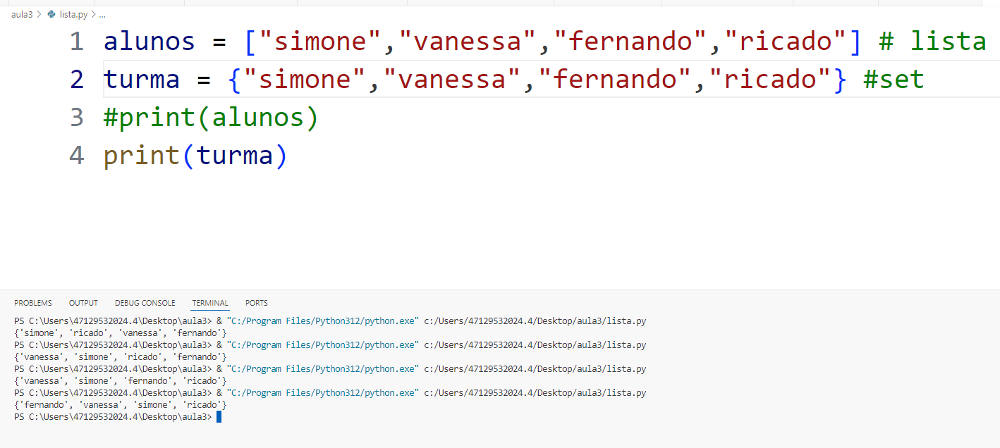 aula3 > lista.py > ...
1 alunos = ["simone","vanessa","fernando","ricado"] # lista
2 turma = {"simone","vanessa","fernando","ricado"} #set
3 #print(alunos)
4 print(turma)
PROBLEMS OUTPUT DEBUG CONSOLE TERMINAL PORTS
PS C:\Users\47129532024.4\Desktop\aula3> & "C:/Program Files/Python312/python.exe" c:/Users/47129532024.4/Desktop/aula3/lista.py
{'simone', 'ricado', 'vanessa', 'fernando'}
PS C:\Users\47129532024.4\Desktop\aula3> & "C:/Program Files/Python312/python.exe" c:/Users/47129532024.4/Desktop/aula3/lista.py
{'vanessa', 'simone', 'ricado', 'fernando'}
PS C:\Users\47129532024.4\Desktop\aula3> & "C:/Program Files/Python312/python.exe" c:/Users/47129532024.4/Desktop/aula3/lista.py
{'vanessa', 'simone', 'fernando', 'ricado'}
PS C:\Users\47129532024.4\Desktop\aula3> & "C:/Program Files/Python312/python.exe" c:/Users/47129532024.4/Desktop/aula3/lista.py
{'fernando', 'vanessa', 'simone', 'ricado'}
PS C:\Users\47129532024.4\Desktop\aula3>